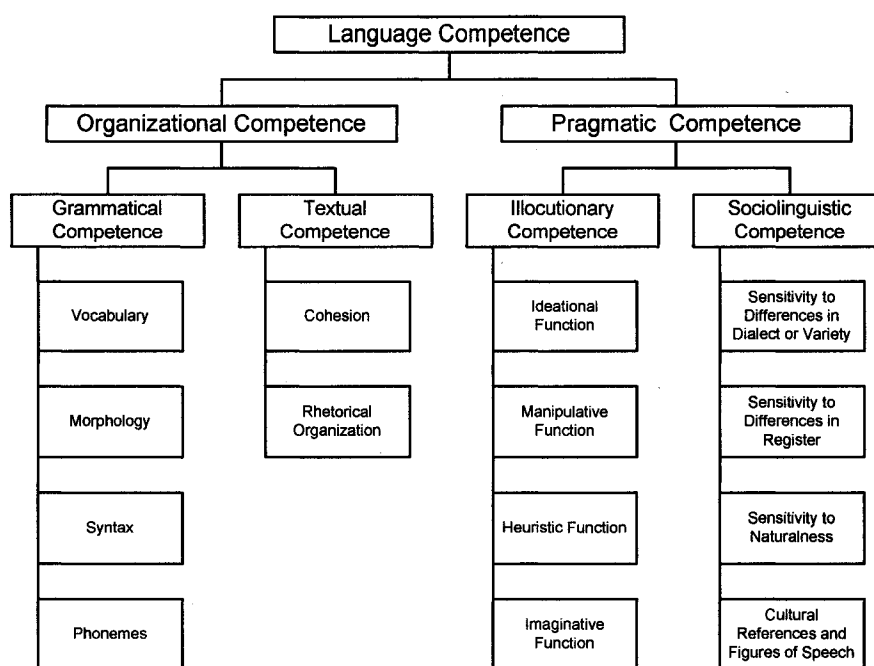 Language Competence
Organizational Competence
Pragmatic Competence
Grammatical
Competence
Textual
Competence
Illocutionary
Competence
Sociolinguistic
Competence
Vocabulary
Cohesion
Ideational
Function
Sensitivity to
Differences in
Dialect or Variety
Morphology
Rhetorical
Organization
Manipulative
Function
Sensitivity to
Differences in
Register
Syntax
Heuristic Function
Sensitivity to
Naturalness
Phonemes
Imaginative
Function
Cultural
References and
Figures of Speech